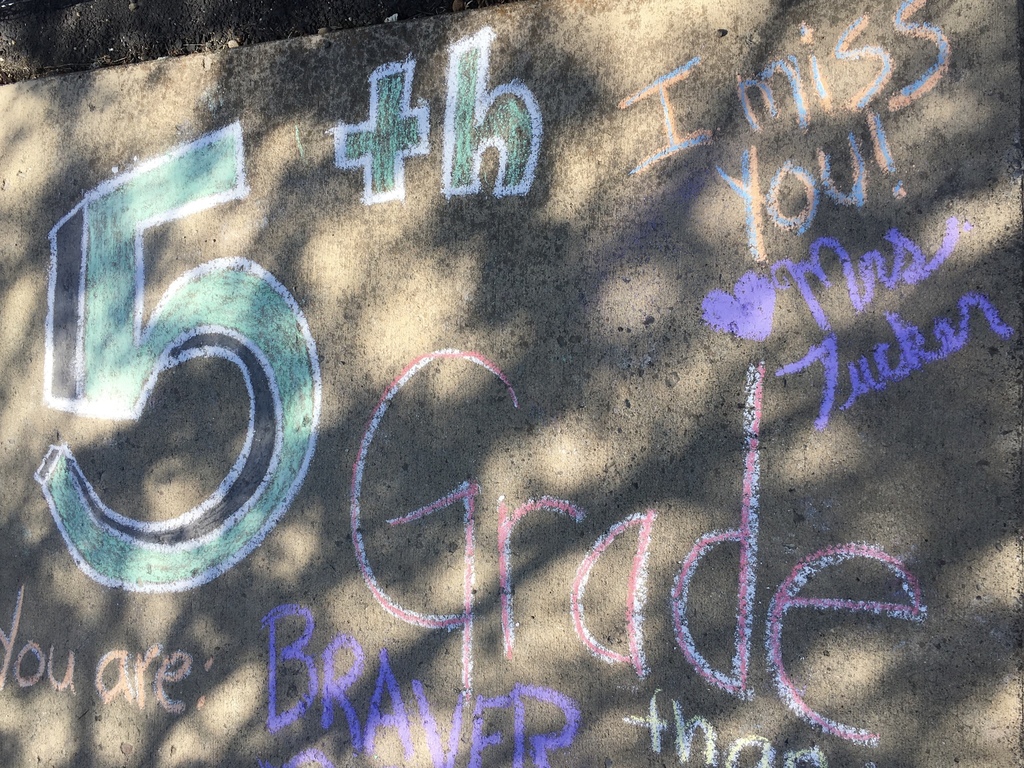 5th
Grade
I miss
You!
Mrs
Tucker
You are:
BRAVER
than